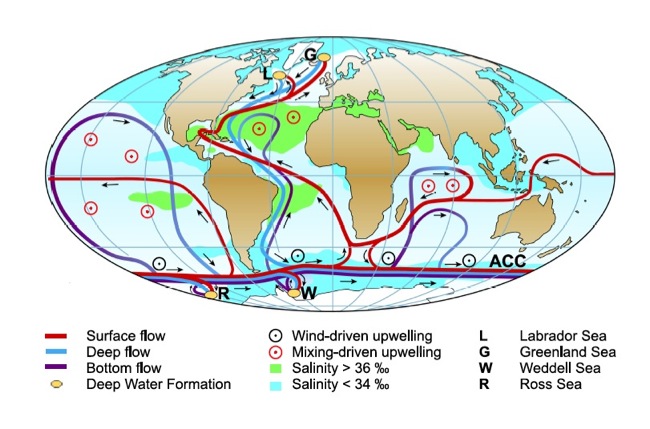 G
L
ACC
R
W
Surface flow
Deep flow
Bottom flow
Deep Water Formation
Wind-driven upwelling
Mixing-driven upwelling
Salinity > 36 ‰
Salinity < 34 ‰
L Labrador Sea
G Greenland Sea
W Weddell Sea
R Ross Sea